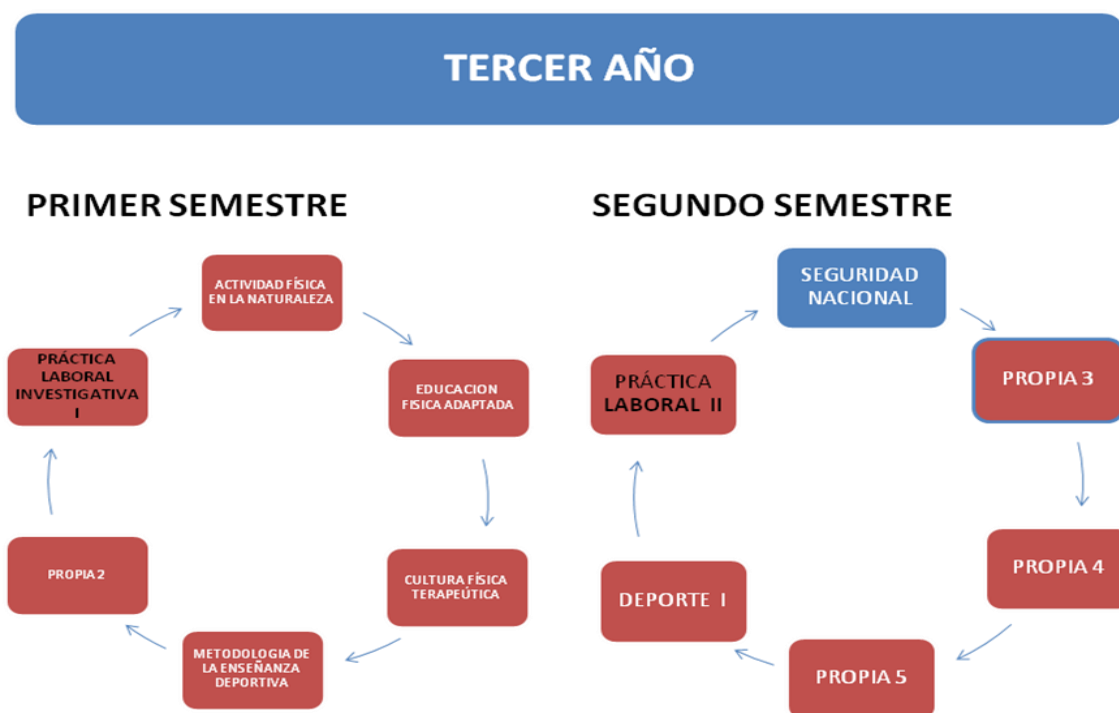 TERCER AÑO
PRIMER SEMESTRE
ACTIVIDAD FÍSICA
EN LA NATURALEZA
EDUCACION
FISICA ADAPTADA
CULTURA FÍSICA
TERAPEÚTICA
METODOLOGIA DE
LA ENSEÑANZA
DEPORTIVA
PROPIA 2
PRÁCTICA
LABORAL
INVESTIGATIVA
I
SEGUNDO SEMESTRE
SEGURIDAD
NACIONAL
PROPIA 3
PROPIA 4
PROPIA 5
DEPORTE I
PRÁCTICA
LABORAL II